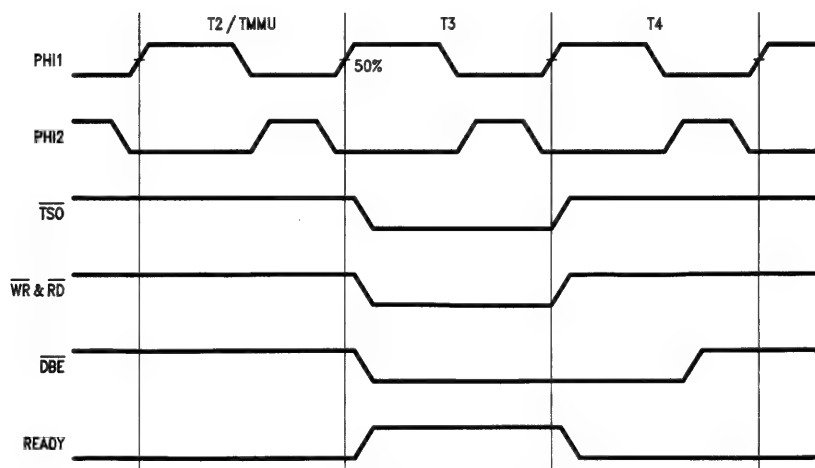 T2 / TMMU T3 T4
PHI1
50%
PHI2
TSO
WR & RD
DBE
READY